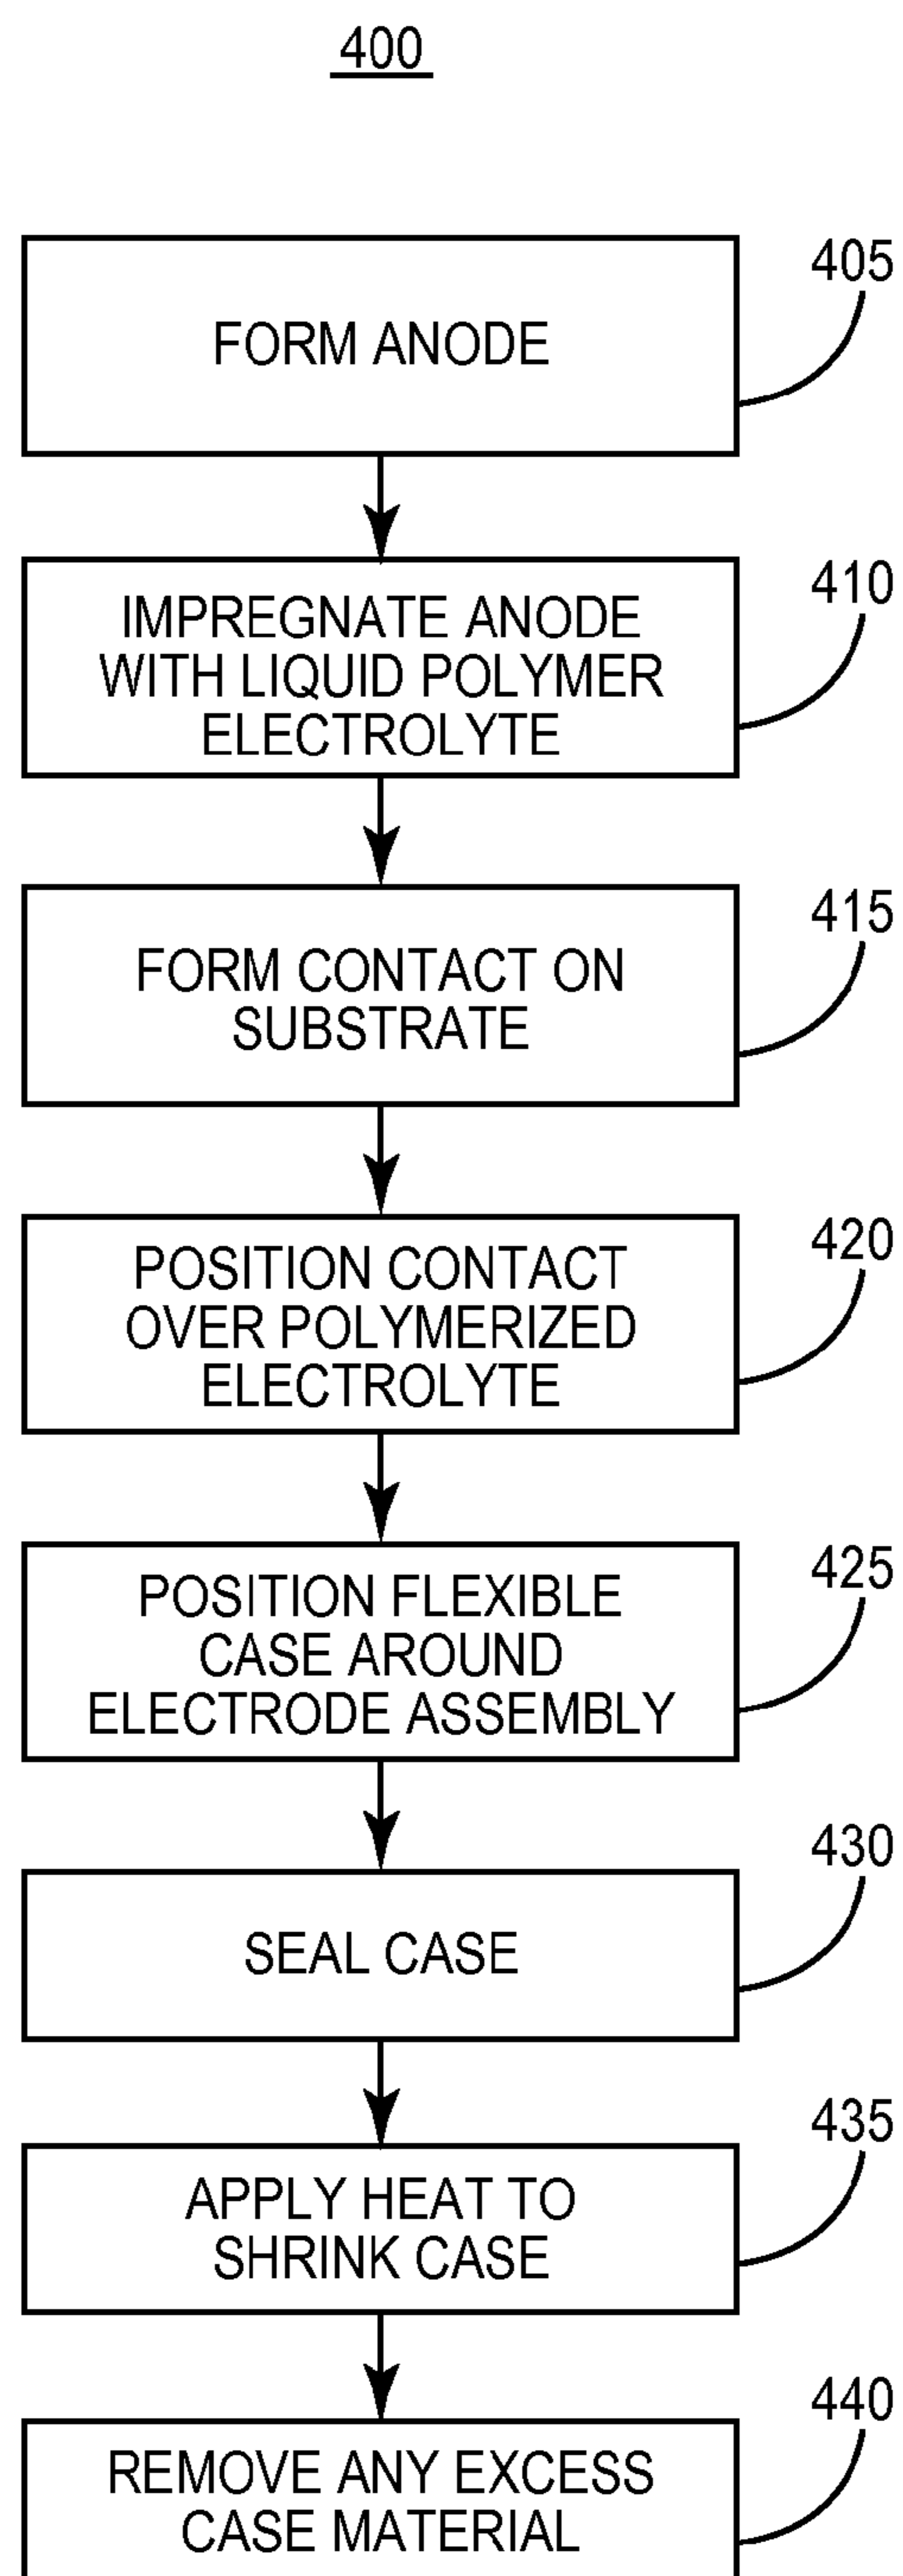 400
405
FORM ANODE
410
IMPREGNATE ANODE
WITH LIQUID POLYMER
ELECTROLYTE
415
FORM CONTACT ON
SUBSTRATE
420
POSITION CONTACT
OVER POLYMERIZED
ELECTROLYTE
425
POSITION FLEXIBLE
CASE AROUND
ELECTRODE ASSEMBLY
430
SEAL CASE
435
APPLY HEAT TO
SHRINK CASE
440
REMOVE ANY EXCESS
CASE MATERIAL